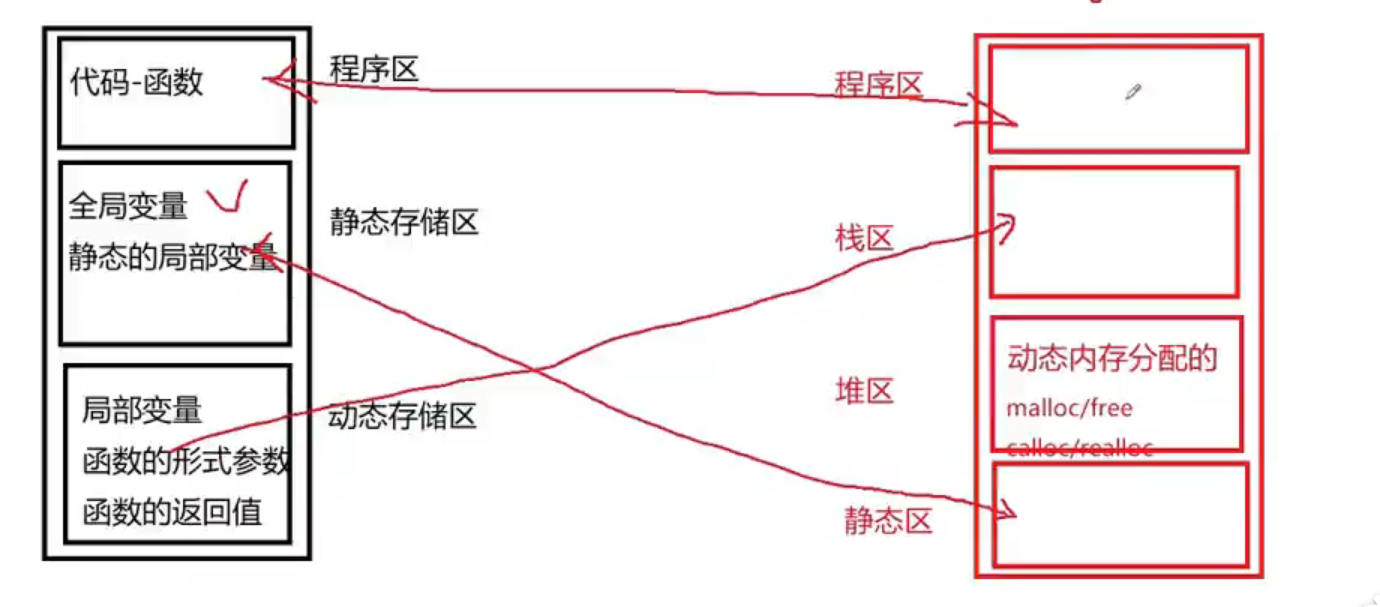 代码-函数
程序区
全局变量
静态的局部变量
静态存储区
局部变量
函数的形式参数
函数的返回值
动态存储区
程序区
栈区
堆区
动态内存分配的
malloc/free
calloc/realloc
静态区